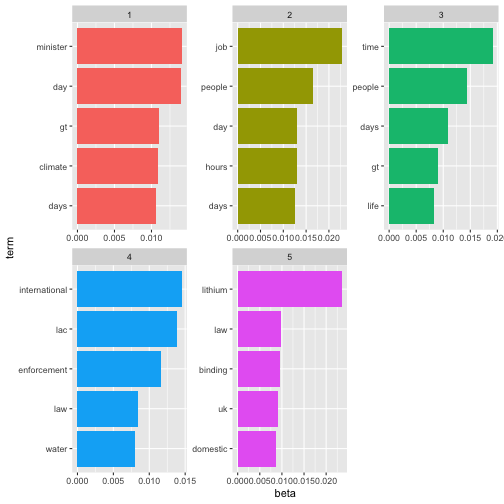 1
minister
day
gt
climate
days
0.000 0.005 0.010
2
job
people
day
hours
days
0.0000.0050.0100.0150.020
3
time
people
days
gt
life
0.000 0.005 0.010 0.015 0.020
term
4
international
lac
enforcement
law
water
0.000 0.005 0.010 0.015
5
lithium
law
binding
uk
domestic
0.0000.0050.0100.0150.020
beta